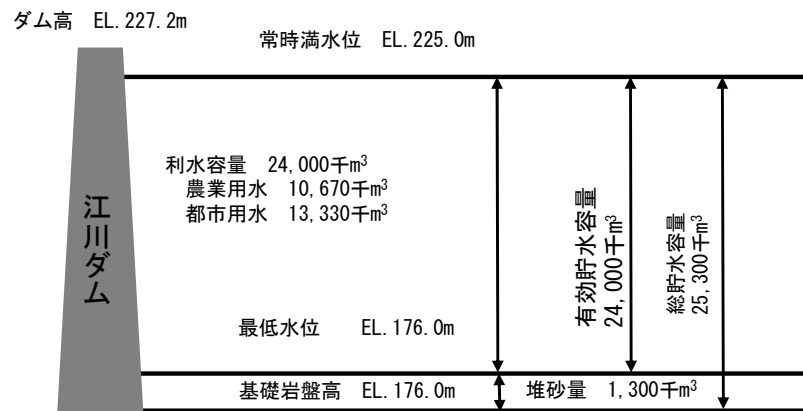 ダム高 EL.227.2m
常時満水位 EL.225.0m
利水容量 24,000千m³
農業用水 10,670千m³
都市用水 13,330千m³
江川ダム
有効貯水容量
24,000千m³
総貯水容量
25,300千m³
最低水位 EL.176.0m
基礎岩盤高 EL.176.0m
堆砂量 1,300千m³